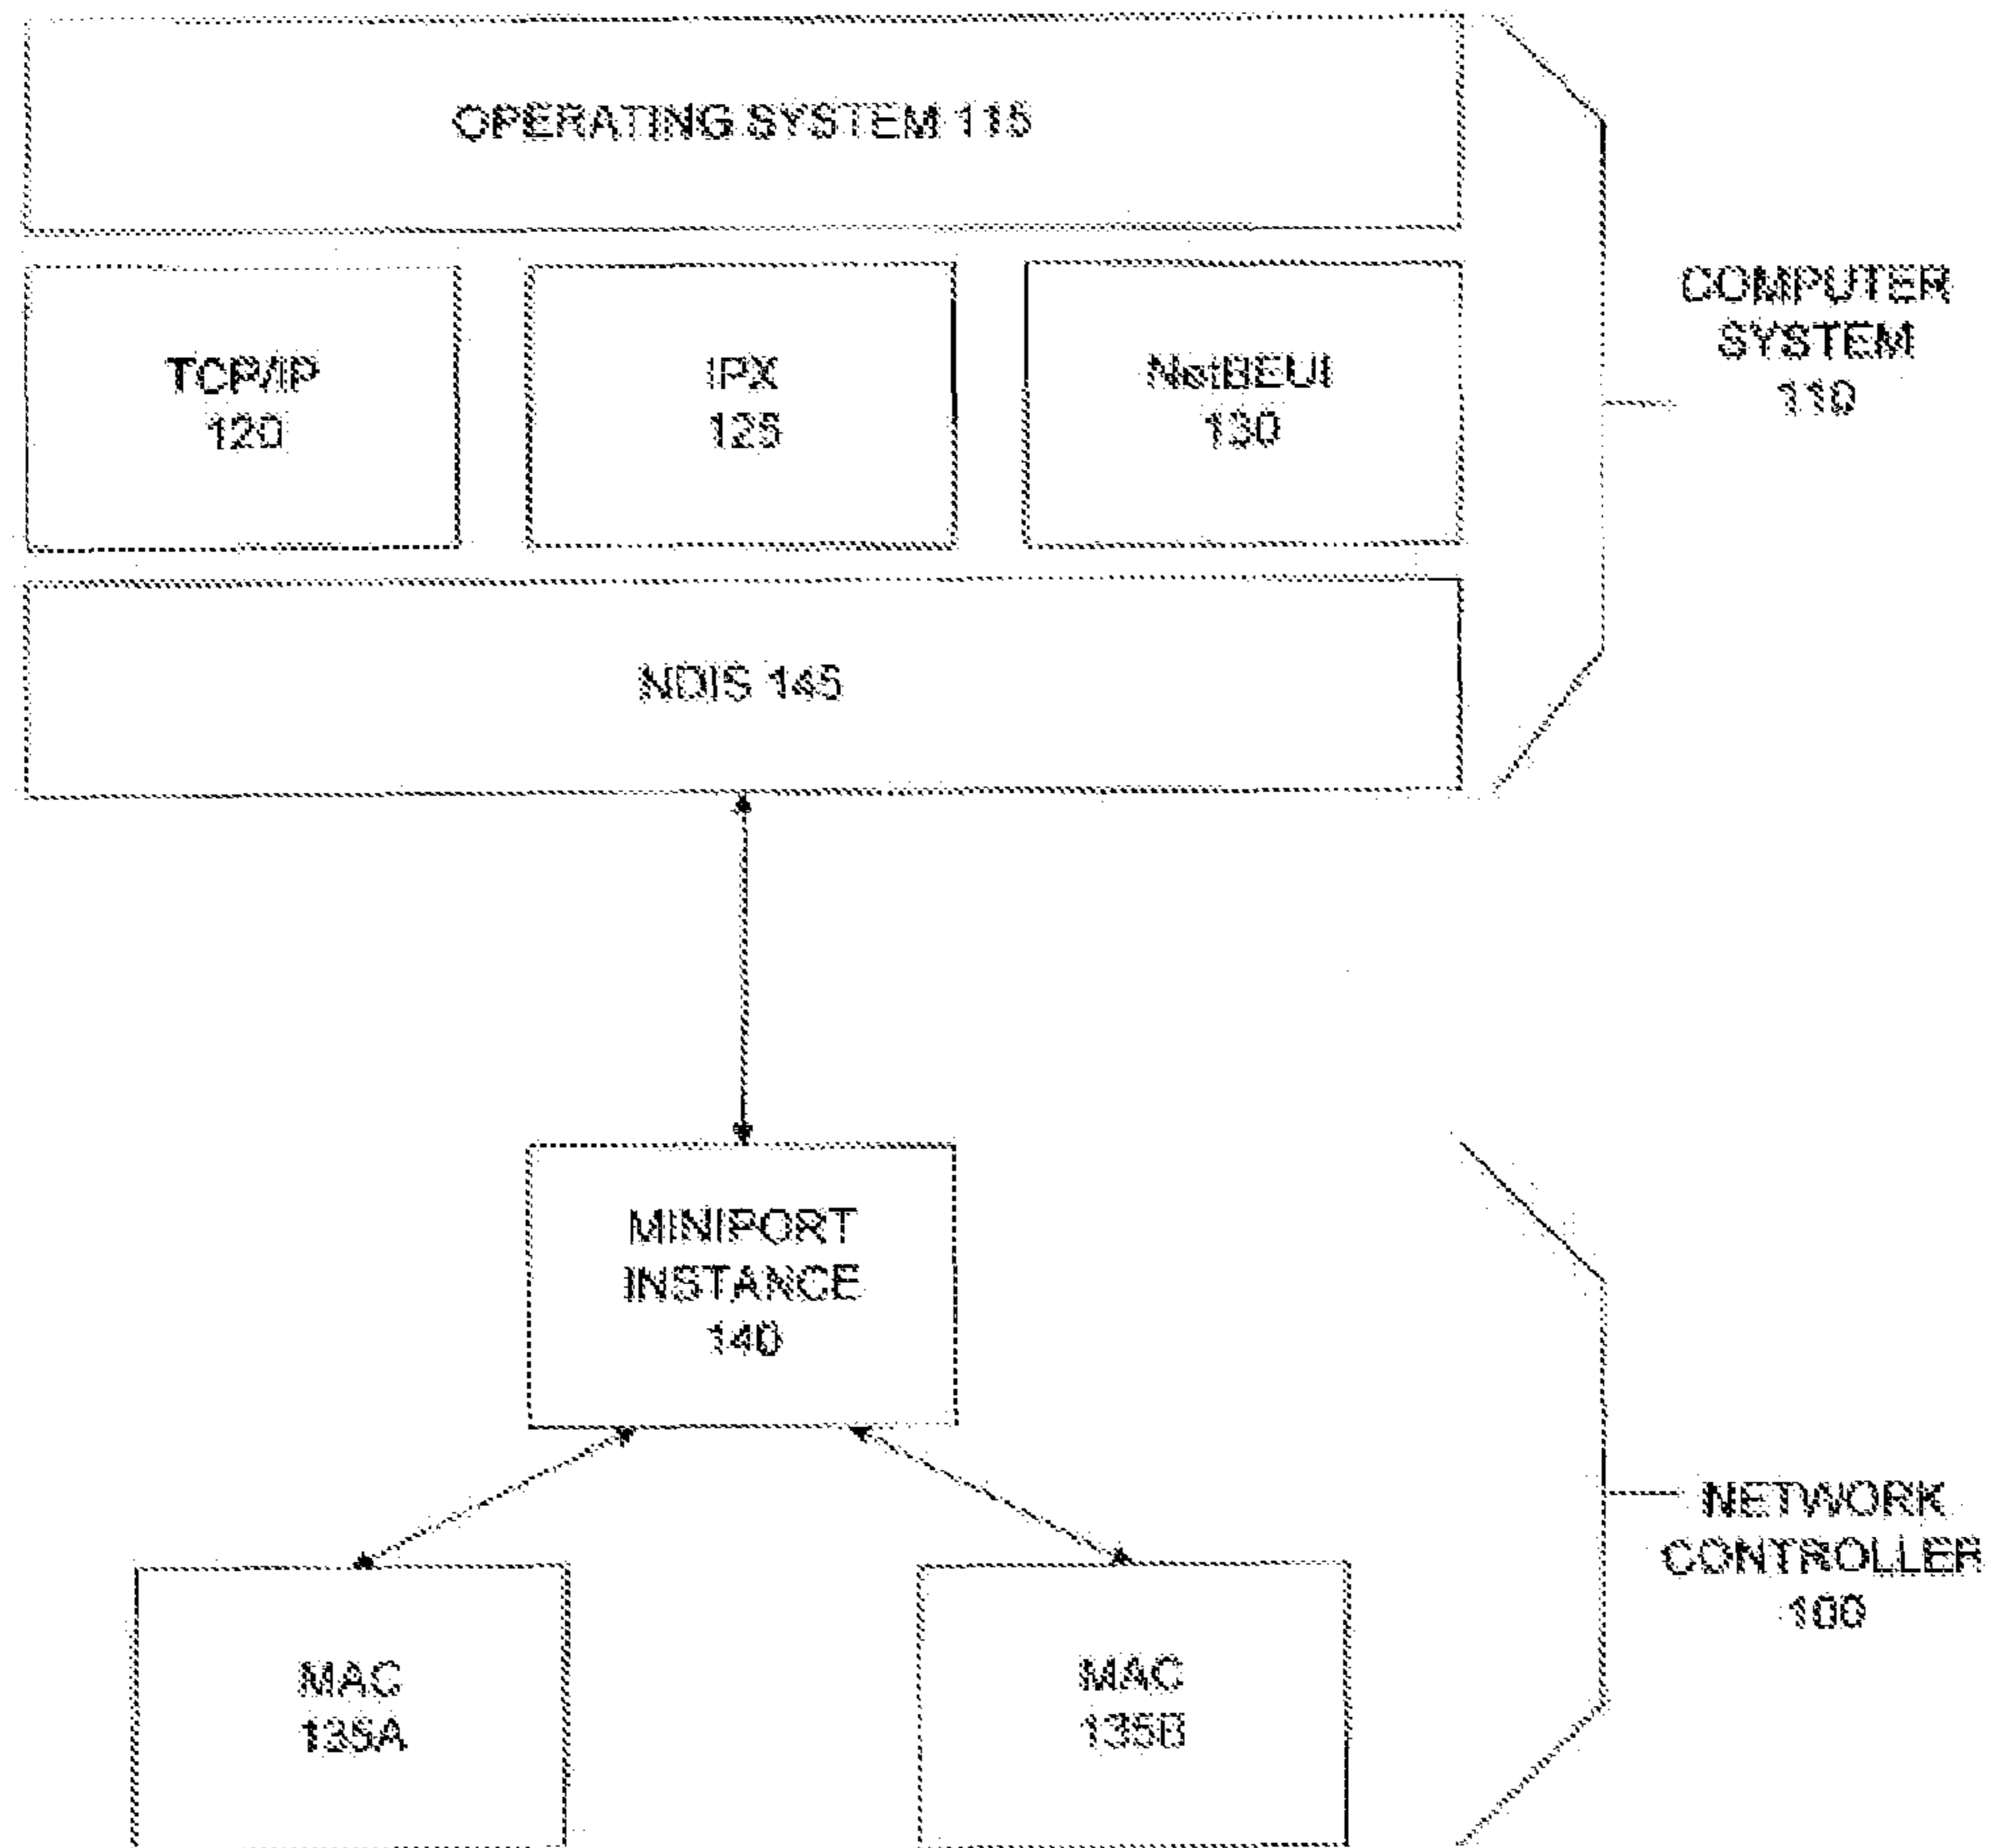 OPERATING SYSTEM 115
TCP/IP
120
IPX
125
NetBEUI
130
COMPUTER
SYSTEM
110
NDIS 145
MINIPORT
INSTANCE
140
NETWORK
CONTROLLER
100
MAC
135A
MAC
135B